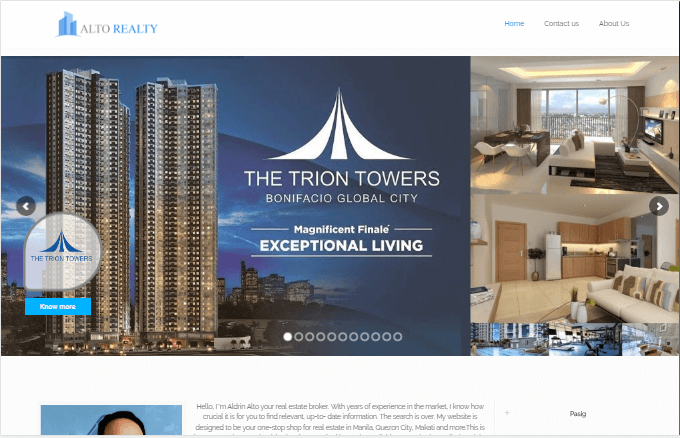 ALTO REALTY
Home
Contact us
About Us
THE TRION TOWERS
BONIFACIO GLOBAL CITY
Magnificent Finale
EXCEPTIONAL LIVING
THE TRION TOWERS
Know more
Hello, I'm Aldrin Alto your real estate broker. With years of experience in the market, I know how
crucial it is for you to find relevant, up-to- date information. The search is over. My website is
designed to be your one-stop shop for real estate in Manila, Quezon City, Makati and more.This is
+ Pasig